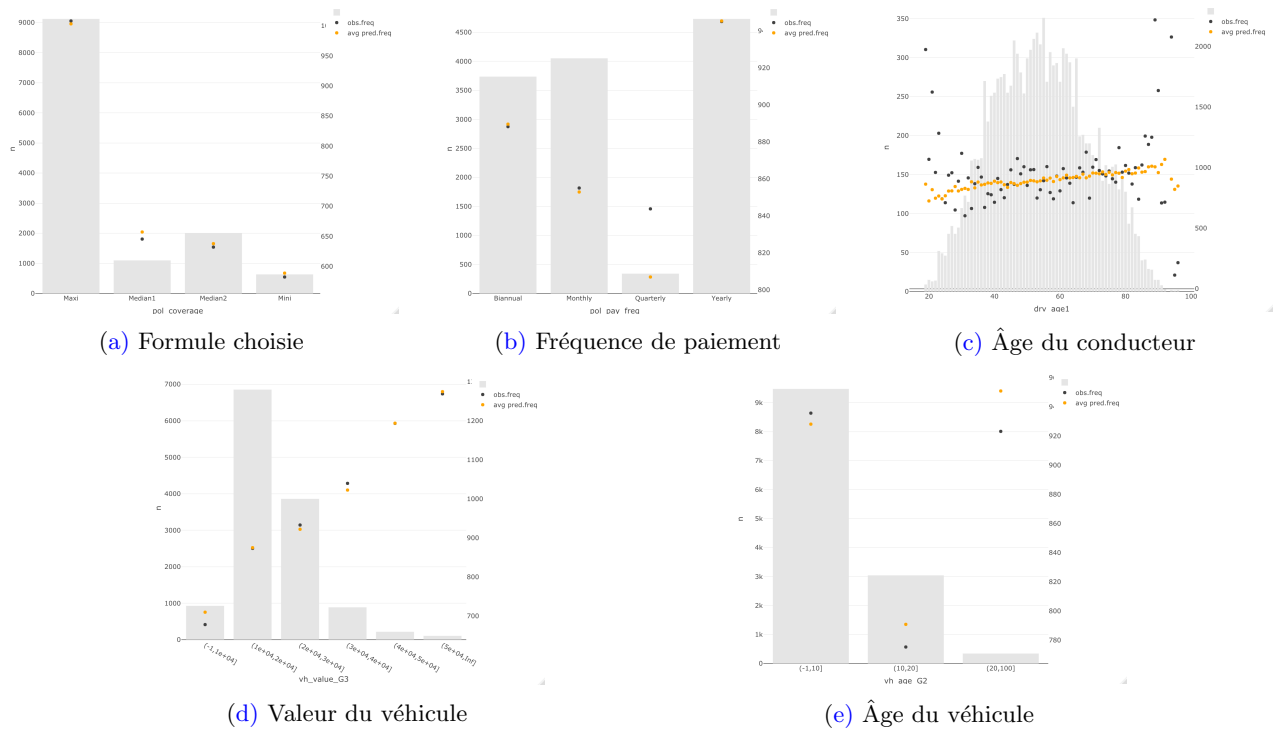 9000
8000
7000
6000
5000
4000
3000
2000
1000
0
n
950
900
850
800
750
700
650
600
obs.freq
avg pred.freq
Maxi
Median1
Median2
Mini
pol_coverage
(a) Formule choisie
4500
4000
3500
3000
2500
2000
1500
1000
500
0
n
920
900
880
860
840
820
800
obs.freq
avg pred.freq
Biannual
Monthly
Quarterly
Yearly
pol_pay_freq
(b) Fréquence de paiement
350
300
250
200
150
100
50
0
n
2000
1500
1000
500
0
obs.freq
avg pred.freq
20
40
60
80
100
drv_age1
(c) Âge du conducteur
7000
6000
5000
4000
3000
2000
1000
0
n
1200
1100
1000
900
800
700
obs.freq
avg pred.freq
(-1,1e+04]
(1e+04,2e+04]
(2e+04,3e+04]
(3e+04,4e+04]
(4e+04,5e+04]
(5e+04,Inf]
vh_value_G3
(d) Valeur du véhicule
9k
8k
7k
6k
5k
4k
3k
2k
1k
0
n
920
900
880
860
840
820
800
780
obs.freq
avg pred.freq
(-1,10]
(10,20]
(20,100]
vh_age_G2
(e) Âge du véhicule